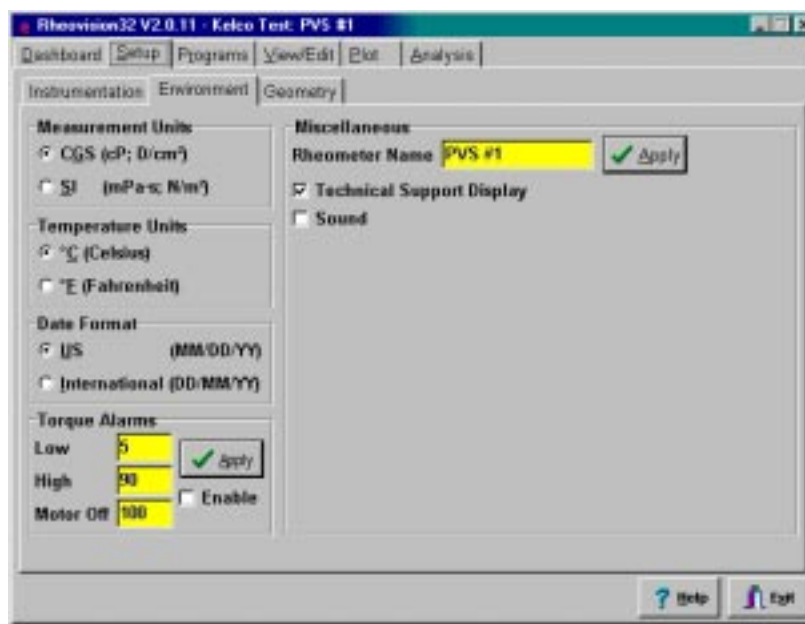 Rheovision32 V2.0.11 - Kelco Test: PVS #1
Dashboard Setup Programs View/Edit Plot Analysis
Instrumentation Environment Geometry
Measurement Units
CGS (cP; D/cm²)
SI (mPa·s; N/m²)
Temperature Units
°C (Celsius)
°F (Fahrenheit)
Date Format
US (MM/DD/YY)
International (DD/MM/YY)
Torque Alarms
Low 5
High 90
Motor Off 100
Apply
Enable
Miscellaneous
Rheometer Name PVS #1 Apply
Technical Support Display
Sound
Help Exit